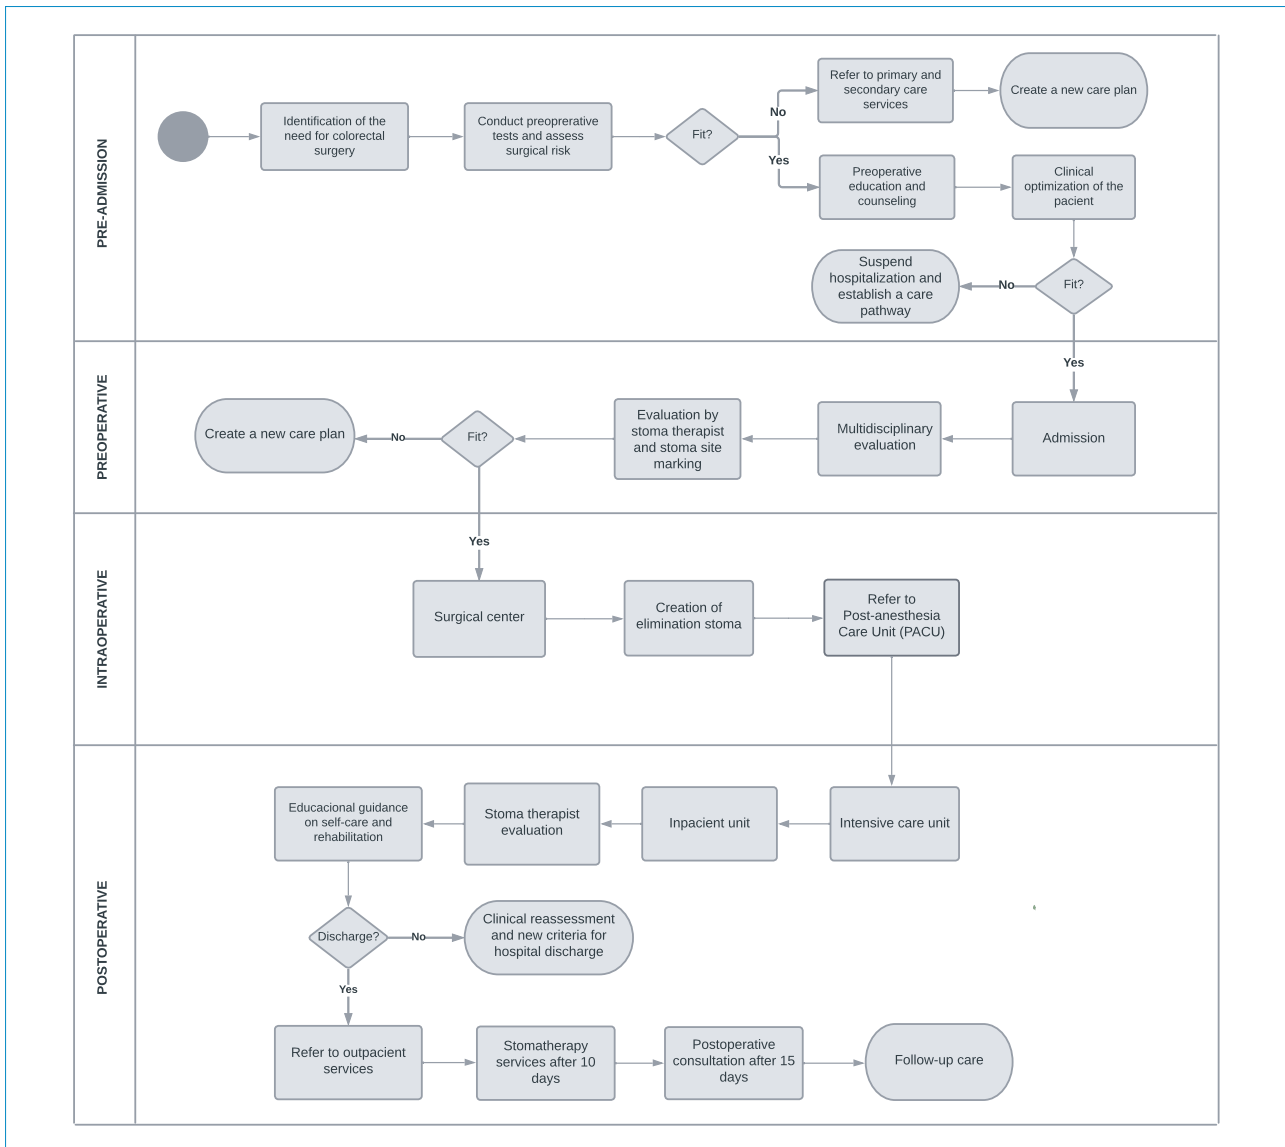 PRE-ADMISSION
Identification of the
need for colorectal
surgery
Conduct preoprerative
tests and assess
surgical risk
Fit?
No
Refer to primary and
secondary care
services
Create a new care plan
Yes
Preoperative
education and
counseling
Clinical
optimization of the
pacient
Fit?
No
Suspend
hospitalization and
establish a care
pathway
Yes
PREOPERATIVE
Admission
Multidisciplinary
evaluation
Evaluation by
stoma therapist
and stoma site
marking
Fit?
No
Create a new care plan
Yes
INTRAOPERATIVE
Surgical center
Creation of
elimination stoma
Refer to
Post-anesthesia
Care Unit (PACU)
POSTOPERATIVE
Intensive care unit
Inpacient unit
Stoma therapist
evaluation
Educacional guidance
on self-care and
rehabilitation
Discharge?
No
Clinical reassessment
and new criteria for
hospital discharge
Yes
Refer to outpacient
services
Stomatherapy
services after 10
days
Postoperative
consultation after 15
days
Follow-up care